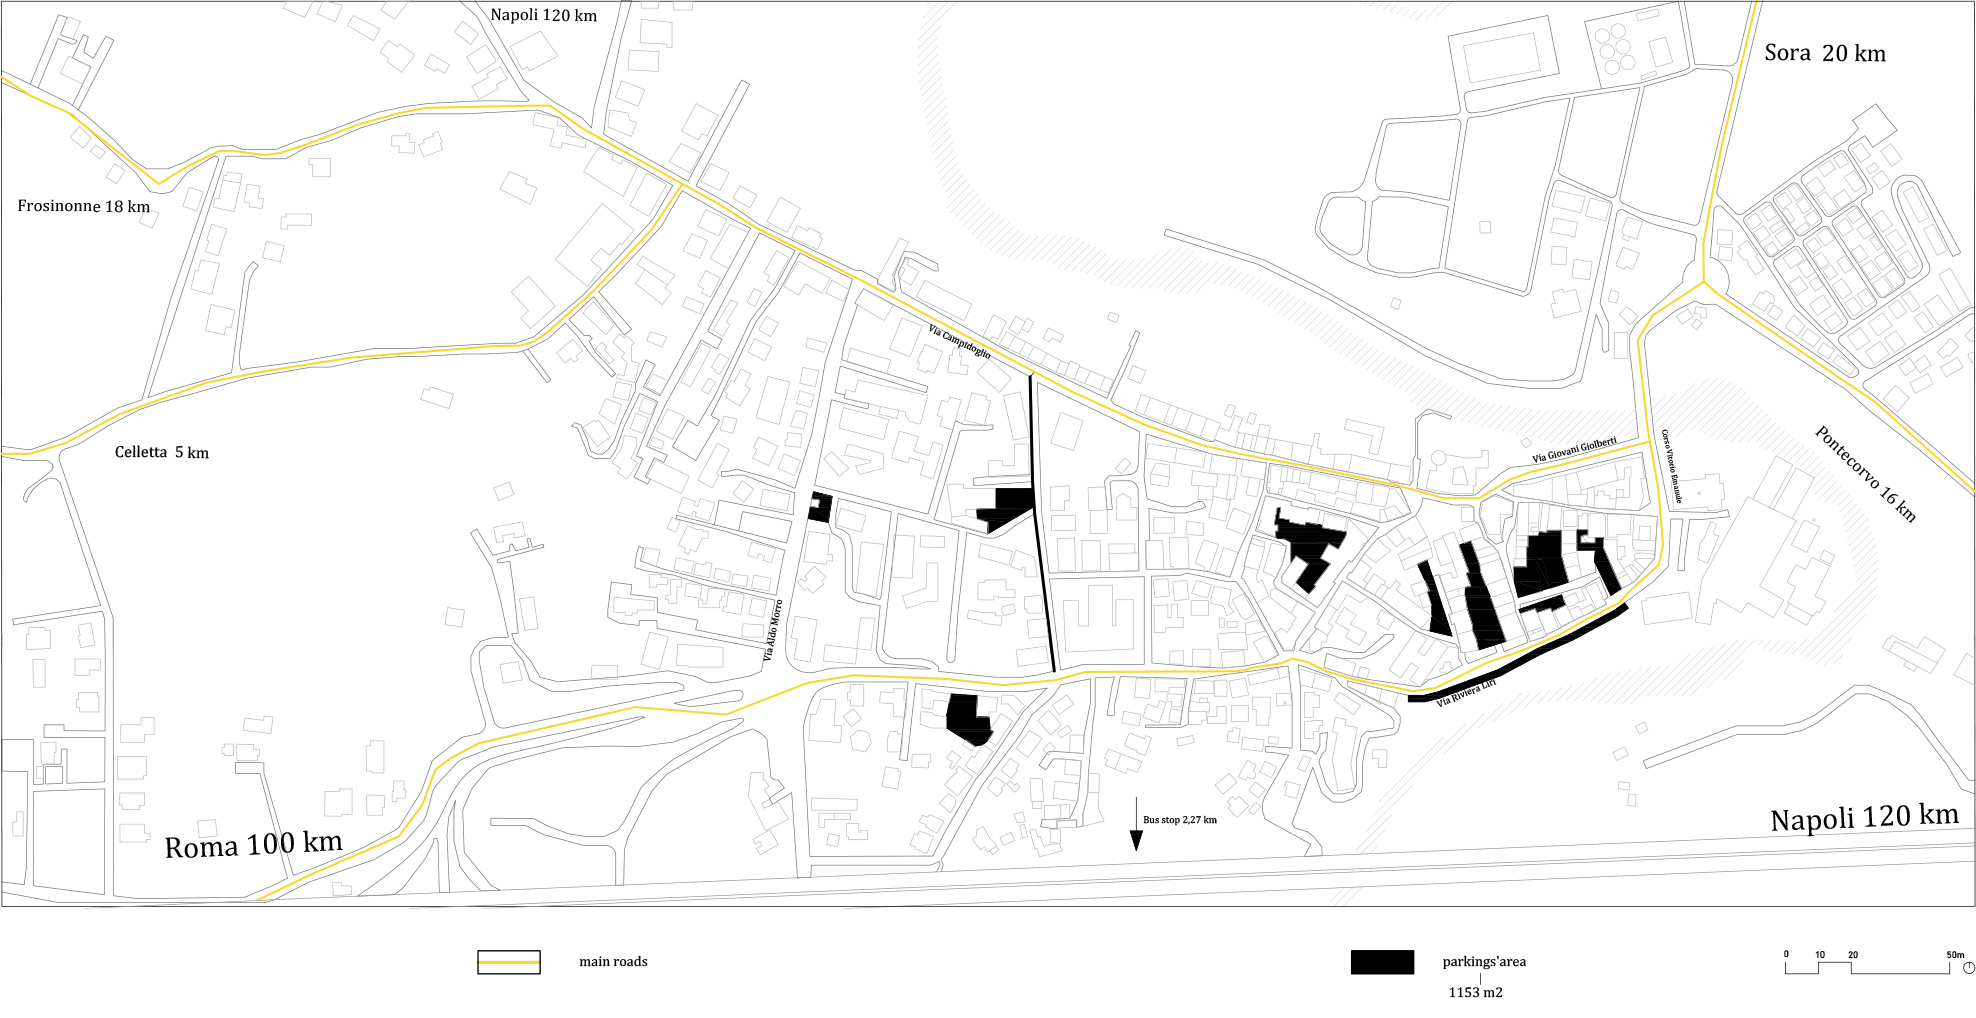 Napoli 120 km
Sora 20 km
Frosinonne 18 km
Via Campidoglio
Celletta 5 km
Via Giovani Giolberti
Corso Vitorio Emanule
Pontecorvo 16 km
Via Aldo Morro
Via Riviera Liri
Roma 100 km
Bus stop 2,27 km
Napoli 120 km
main roads
parkings'area
1153 m2
0 10 20 50m